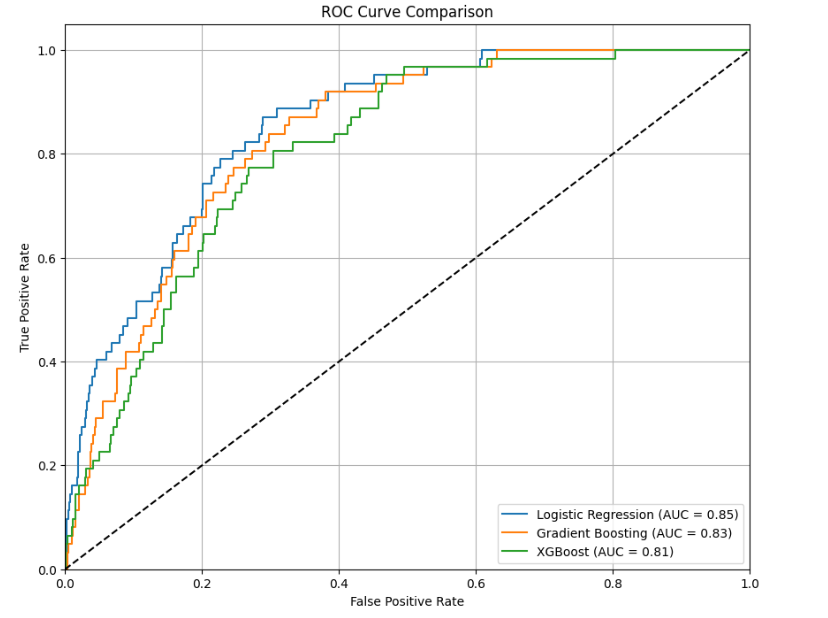 ROC Curve Comparison
True Positive Rate
1.0
0.8
0.6
0.4
0.2
0.0
Logistic Regression (AUC = 0.85)
Gradient Boosting (AUC = 0.83)
XGBoost (AUC = 0.81)
0.0 0.2 0.4 0.6 0.8 1.0
False Positive Rate